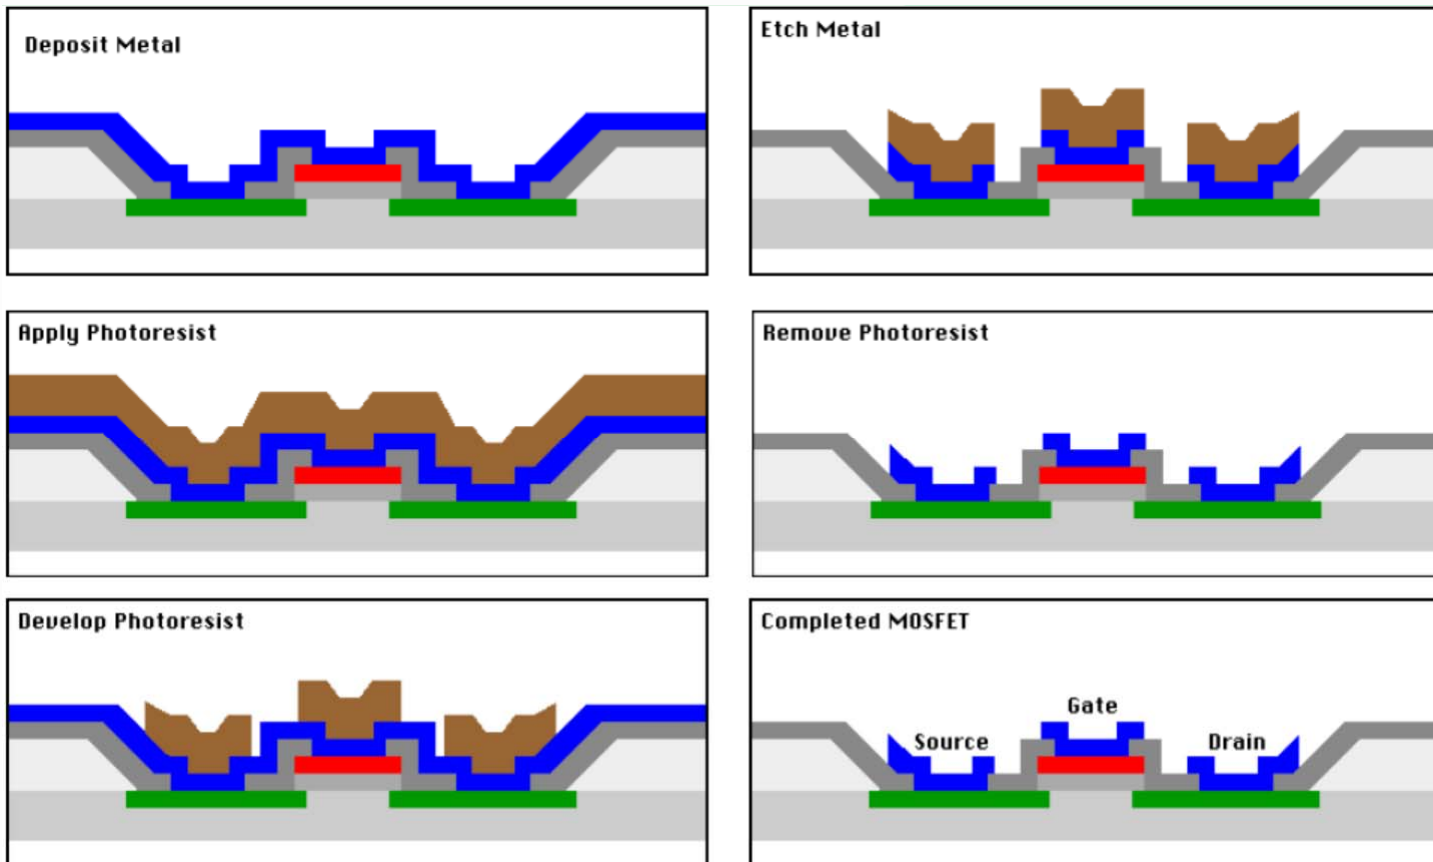 Deposit Metal
Etch Metal
Apply Photoresist
Remove Photoresist
Develop Photoresist
Completed MOSFET
Gate
Source
Drain